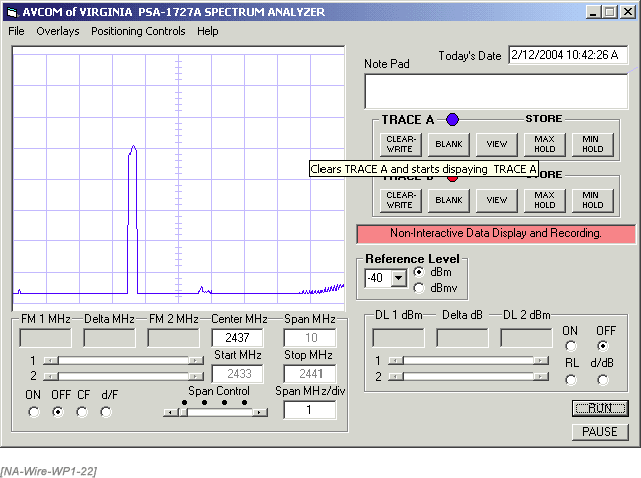 AVCOM of VIRGINIA PSA-1727A SPECTRUM ANALYZER
File Overlays Positioning Controls Help
Today's Date 2/12/2004 10:42:26 A
Note Pad
TRACE A STORE
CLEAR-WRITE BLANK VIEW MAX HOLD MIN HOLD
Clears TRACE A and starts dispaying TRACE A
TRACE B STORE
CLEAR-WRITE BLANK VIEW MAX HOLD MIN HOLD
Non-Interactive Data Display and Recording.
Reference Level
-40 dBm
dBmv
FM 1 MHz Delta MHz FM 2 MHz Center MHz Span MHz
2437 10
Start MHz Stop MHz
1
2 2433 2441
ON OFF CF d/F
Span Control Span MHz/div
1
DL 1 dBm Delta dB DL 2 dBm
ON OFF
1
2
RL d/dB
RUN
PAUSE
[NA-Wire-WP1-22]